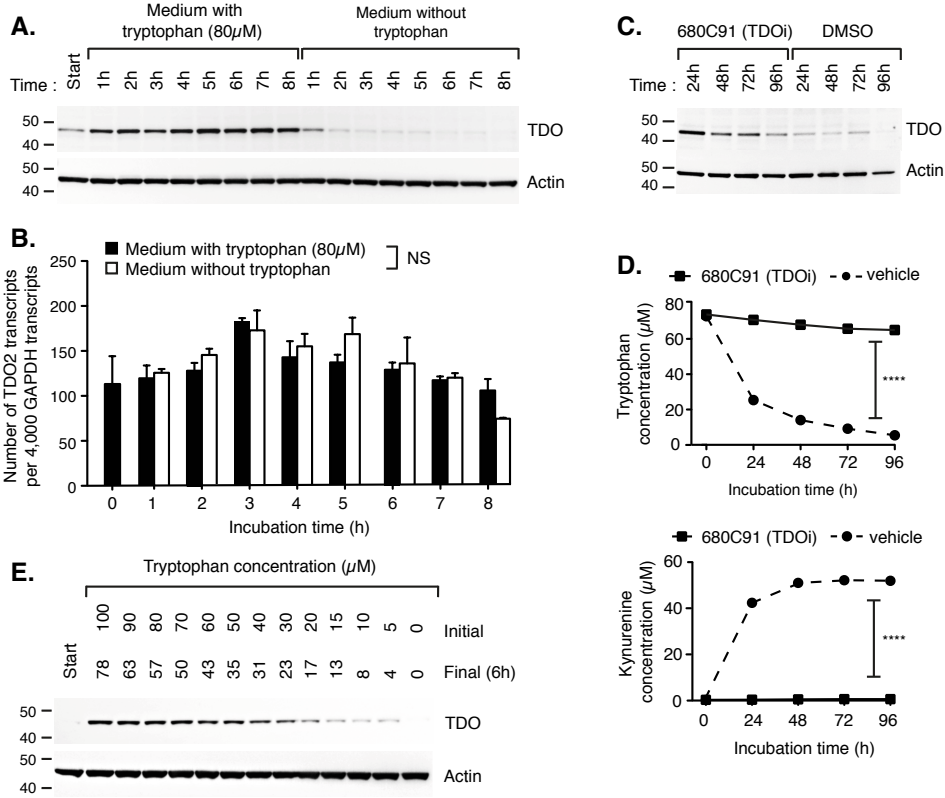 A.
Medium with
tryptophan (80µM)
Medium without
tryptophan
Start
Time : 1h 2h 3h 4h 5h 6h 7h 8h 1h 2h 3h 4h 5h 6h 7h 8h
50
40
TDO
50
40
Actin
B.
Medium with tryptophan (80µM)
Medium without tryptophan
NS
Number of TDO2 transcripts
per 4,000 GAPDH transcripts
250
200
150
100
50
0
0 1 2 3 4 5 6 7 8
Incubation time (h)
C.
680C91 (TDOi) DMSO
Time : 24h 48h 72h 96h 24h 48h 72h 96h
50
40
TDO
50
40
Actin
D.
680C91 (TDOi) vehicle
Tryptophan
concentration (µM)
80
60
40
20
0
****
0 24 48 72 96
Incubation time (h)
680C91 (TDOi) vehicle
Kynurenine
concentration (µM)
60
40
20
0
****
0 24 48 72 96
Incubation time (h)
E.
Tryptophan concentration (µM)
100 90 80 70 60 50 40 30 20 15 10 5 0 Initial
Start 78 63 57 50 43 35 31 23 17 13 8 4 0 Final (6h)
50
40
TDO
50
40
Actin